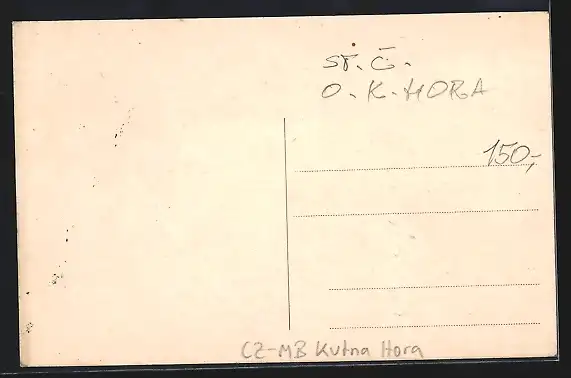 ST. Č.
O. K. HORA
150,-
CZ-MB Kutna Hora